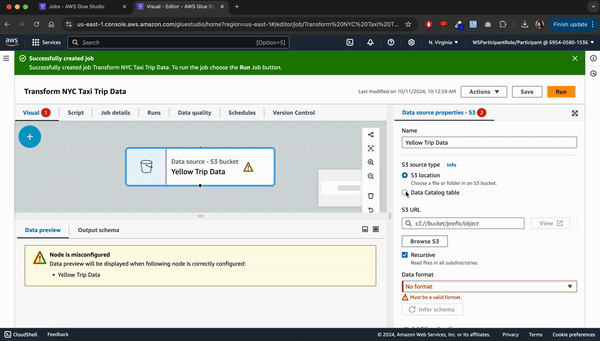 Jobs - AWS Glue Studio
Visual - Editor - AWS Glue St
us-east-1.console.aws.amazon.com/gluestudio/home?region=us-east-1#/editor/job/Transform%20NYC%20Taxi%20T...
Finish update
aws
Services
Search
[Option+S]
N. Virginia
WSParticipantRole/Participant @ 6954-0580-1536
Successfully created job
Successfully created job Transform NYC Taxi Trip Data. To run the job choose the Run Job button.
Transform NYC Taxi Trip Data
Last modified on 10/11/2024, 10:12:59 AM
Actions
Save
Run
Visual 1
Script
Job details
Runs
Data quality
Schedules
Version Control
Data source - S3 bucket
Yellow Trip Data
Data preview
Output schema
Node is misconfigured
Data preview will be displayed when following node is correctly configured:
• Yellow Trip Data
Data source properties - S3 2
Name
Yellow Trip Data
S3 source type Info
S3 location
Choose a file or folder in an S3 bucket.
Data Catalog table
S3 URL
s3://bucket/prefix/object
View
Browse S3
Recursive
Read files in all subdirectories.
Data format
No format
Must be a valid format.
Infer schema
CloudShell
Feedback
© 2024, Amazon Web Services, Inc. or its affiliates.
Privacy
Terms
Cookie preferences